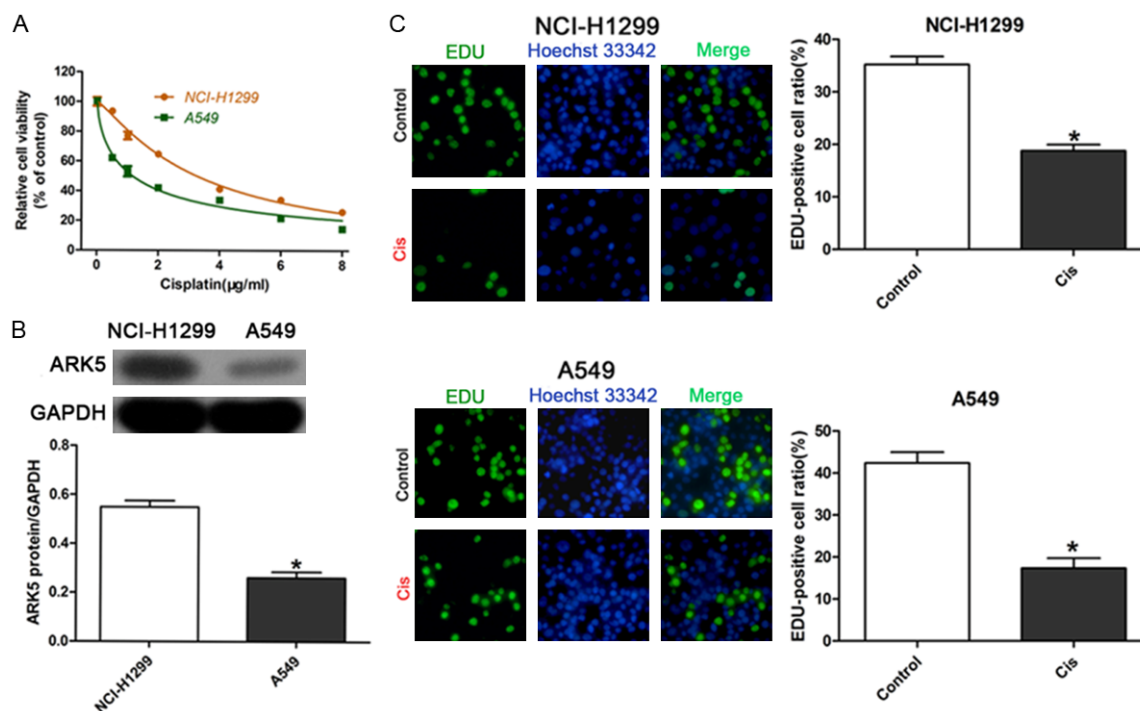 A
120
100
80
60
40
20
0
Relative cell viability
(% of control)
NCI-H1299
A549
0
2
4
6
8
Cisplatin(µg/ml)
B
NCI-H1299
A549
ARK5
GAPDH
0.8
0.6
0.4
0.2
0.0
ARK5 protein/GAPDH
*
NCI-H1299
A549
C
NCI-H1299
EDU
Hoechst 33342
Merge
Control
Cis
NCI-H1299
40
30
20
10
0
EDU-positive cell ratio(%)
*
Control
Cis
A549
EDU
Hoechst 33342
Merge
Control
Cis
A549
50
40
30
20
10
0
EDU-positive cell ratio(%)
*
Control
Cis